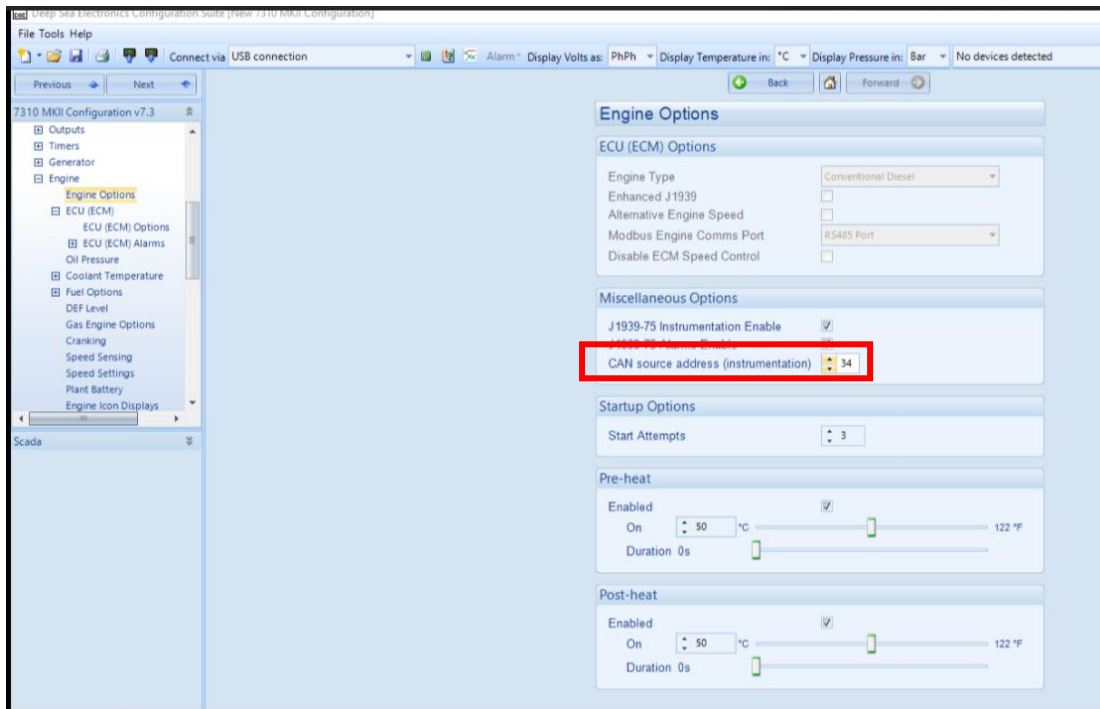 Deep Sea Electronics Configuration Suite [New 7310 MKII Configuration]
File Tools Help
Connect via USB connection Alarm Display Volts as: PhPh Display Temperature in: °C Display Pressure in: Bar No devices detected
Previous Next
Back Forward
7310 MKII Configuration v7.3
Outputs
Timers
Generator
Engine
Engine Options
ECU (ECM)
ECU (ECM) Options
ECU (ECM) Alarms
Oil Pressure
Coolant Temperature
Fuel Options
DEF Level
Gas Engine Options
Cranking
Speed Sensing
Speed Settings
Plant Battery
Engine Icon Displays
Scada
Engine Options
ECU (ECM) Options
Engine Type Conventional Diesel
Enhanced J1939
Alternative Engine Speed
Modbus Engine Comms Port RS485 Port
Disable ECM Speed Control
Miscellaneous Options
J1939-75 Instrumentation Enable
J1939-75 Alarms Enable
CAN source address (instrumentation) 34
Startup Options
Start Attempts 3
Pre-heat
Enabled
On 50 °C 122 °F
Duration 0s
Post-heat
Enabled
On 50 °C 122 °F
Duration 0s